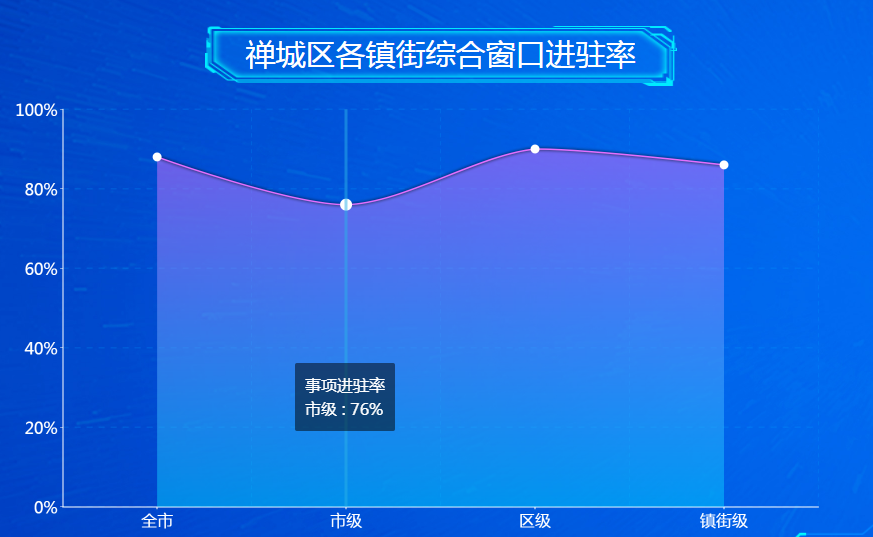 禅城区各镇街综合窗口进驻率
100%
80%
60%
40%
20%
0%
事项进驻率
市级 : 76%
全市
市级
区级
镇街级